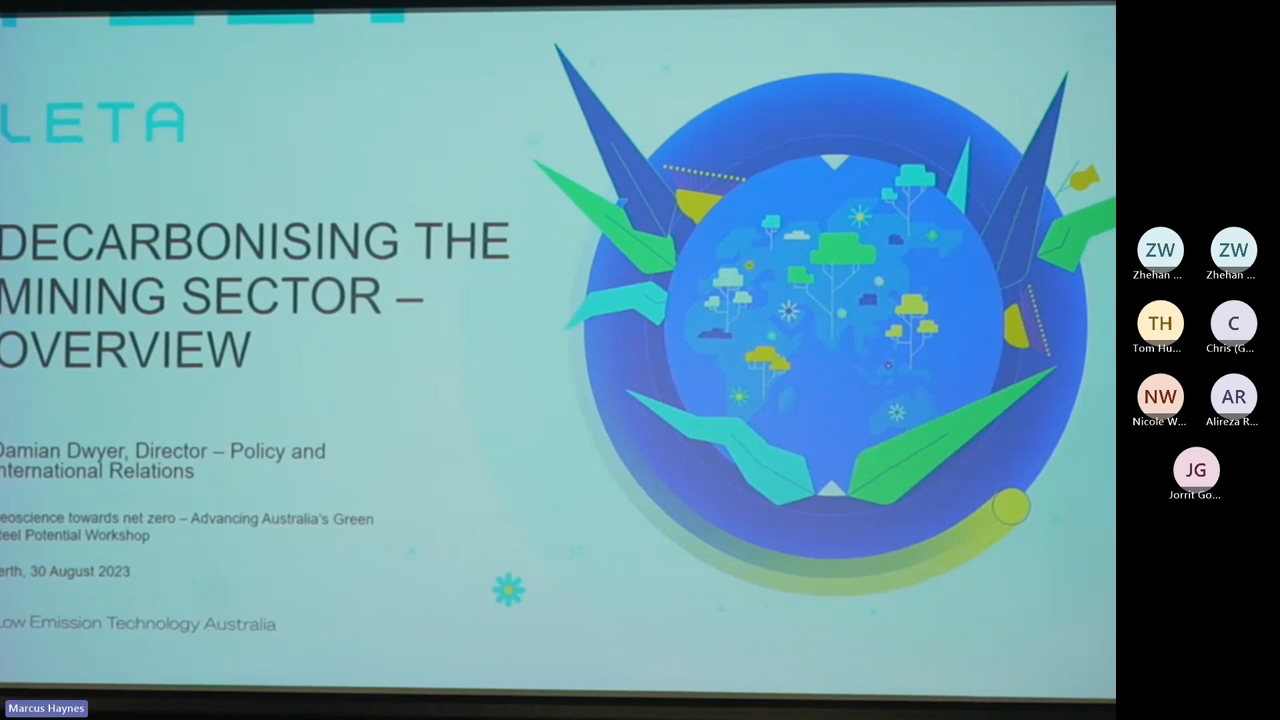 LETA
DECARBONISING THE
MINING SECTOR –
OVERVIEW
Damian Dwyer, Director – Policy and
nternational Relations
eoscience towards net zero – Advancing Australia's Green
teel Potential Workshop
erth, 30 August 2023
Low Emission Technology Australia
Marcus Haynes
ZW
ZW
Zhehan ...
Zhehan ...
TH
C
Tom Hu...
Chris (G...
NW
AR
Nicole W...
Alireza R...
JG
Jorrit Go...